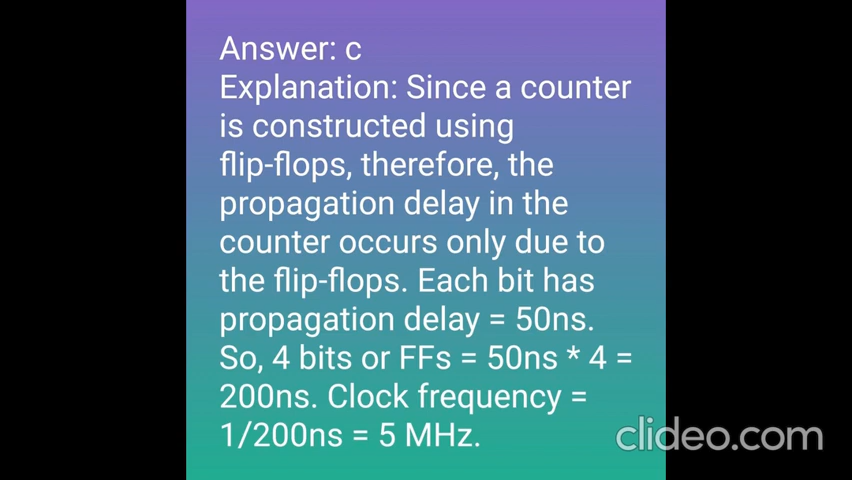 Answer: c
Explanation: Since a counter
is constructed using
flip-flops, therefore, the
propagation delay in the
counter occurs only due to
the flip-flops. Each bit has
propagation delay = 50ns.
So, 4 bits or FFs = 50ns * 4 =
200ns. Clock frequency =
1/200ns = 5 MHz.
clideo.com